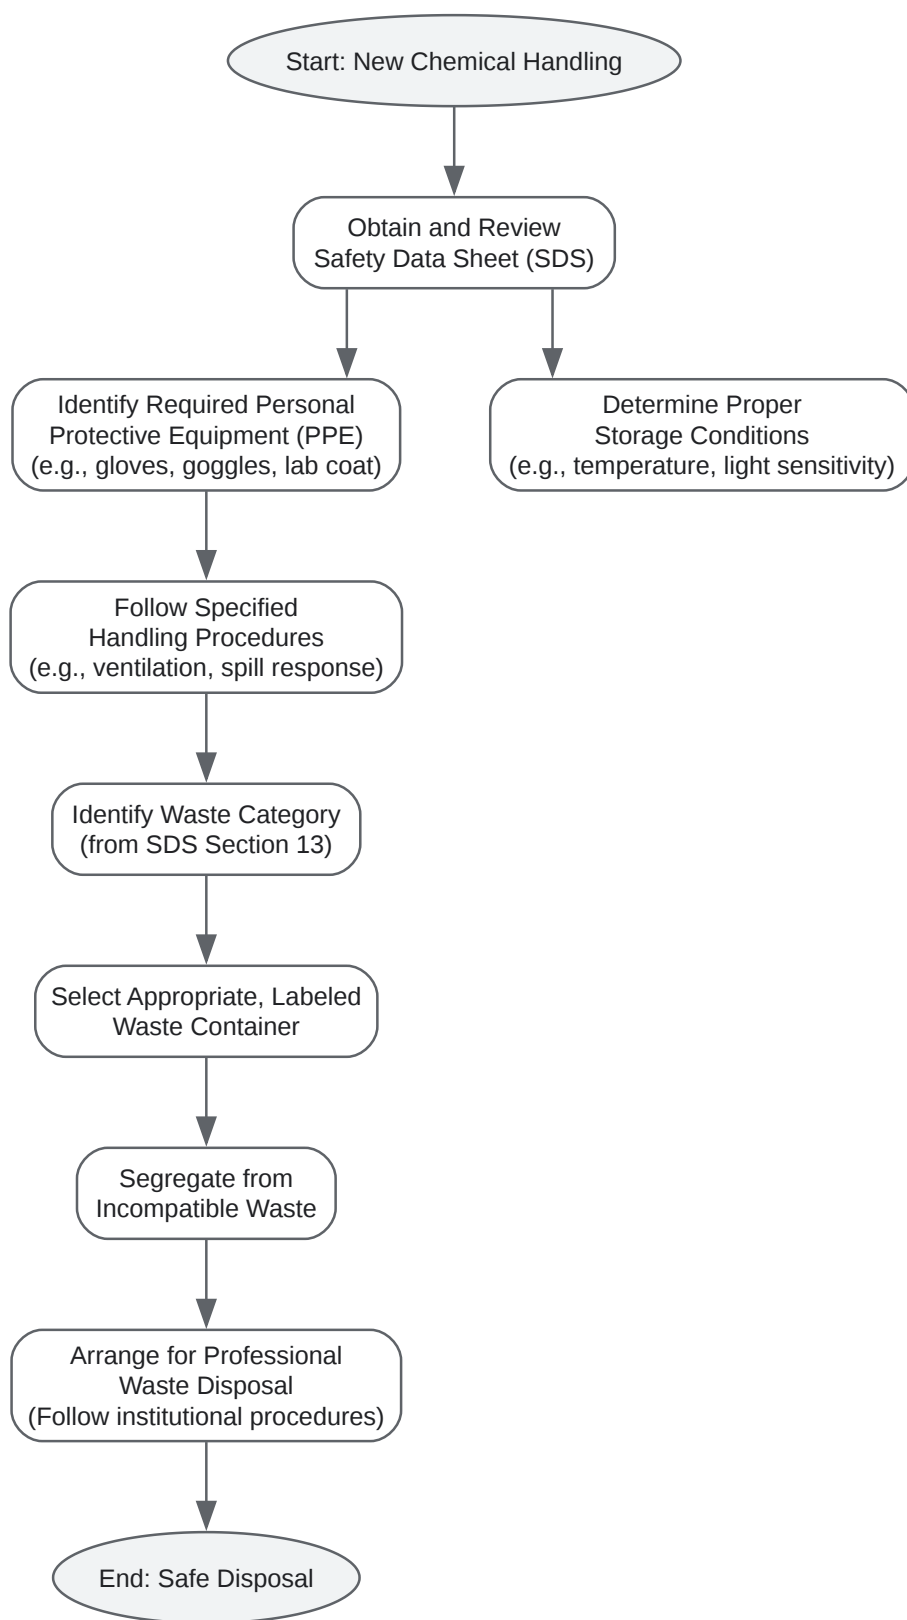 Start: New Chemical Handling
Obtain and Review
Safety Data Sheet (SDS)
Identify Required Personal
Protective Equipment (PPE)
(e.g., gloves, goggles, lab coat)
Determine Proper
Storage Conditions
(e.g., temperature, light sensitivity)
Follow Specified
Handling Procedures
(e.g., ventilation, spill response)
Identify Waste Category
(from SDS Section 13)
Select Appropriate, Labeled
Waste Container
Segregate from
Incompatible Waste
Arrange for Professional
Waste Disposal
(Follow institutional procedures)
End: Safe Disposal